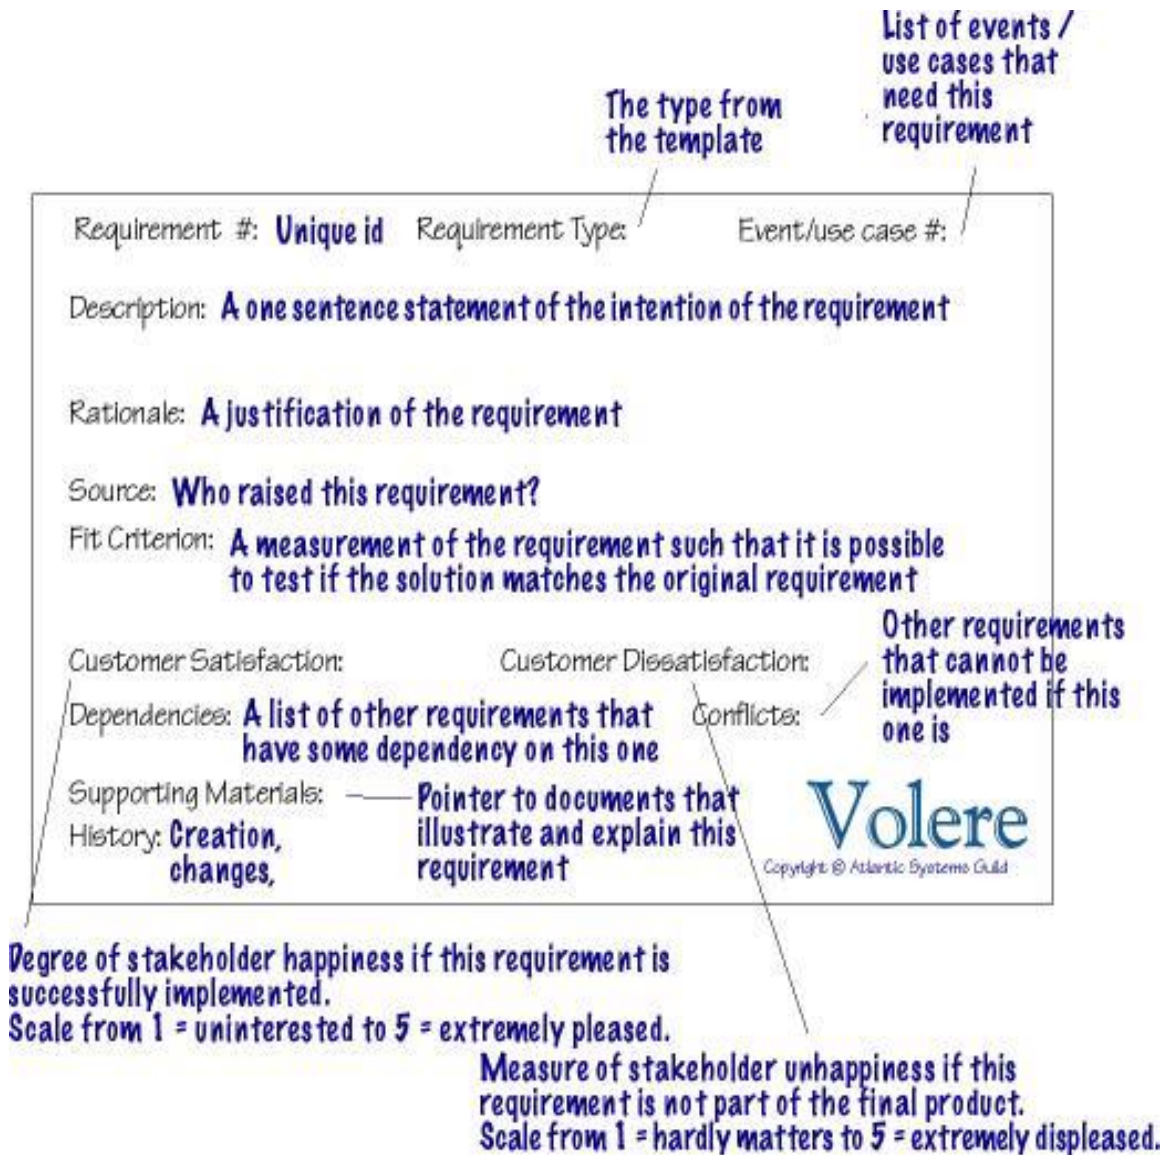 List of events /
use cases that
need this
requirement
The type from
the template
Requirement #: Unique id Requirement Type: Event/use case #:
Description: A one sentence statement of the intention of the requirement
Rationale: A justification of the requirement
Source: Who raised this requirement?
Fit Criterion: A measurement of the requirement such that it is possible
to test if the solution matches the original requirement
Other requirements
that cannot be
implemented if this
one is
Customer Satisfaction: Customer Dissatisfaction:
Dependencies: A list of other requirements that Conflicts:
have some dependency on this one
Supporting Materials: Pointer to documents that
illustrate and explain this
requirement
History: Creation,
changes,
Volere
Copyright © Atlantic Systems Guild
Degree of stakeholder happiness if this requirement is
successfully implemented.
Scale from 1 = uninterested to 5 = extremely pleased.
Measure of stakeholder unhappiness if this
requirement is not part of the final product.
Scale from 1 = hardly matters to 5 = extremely displeased.